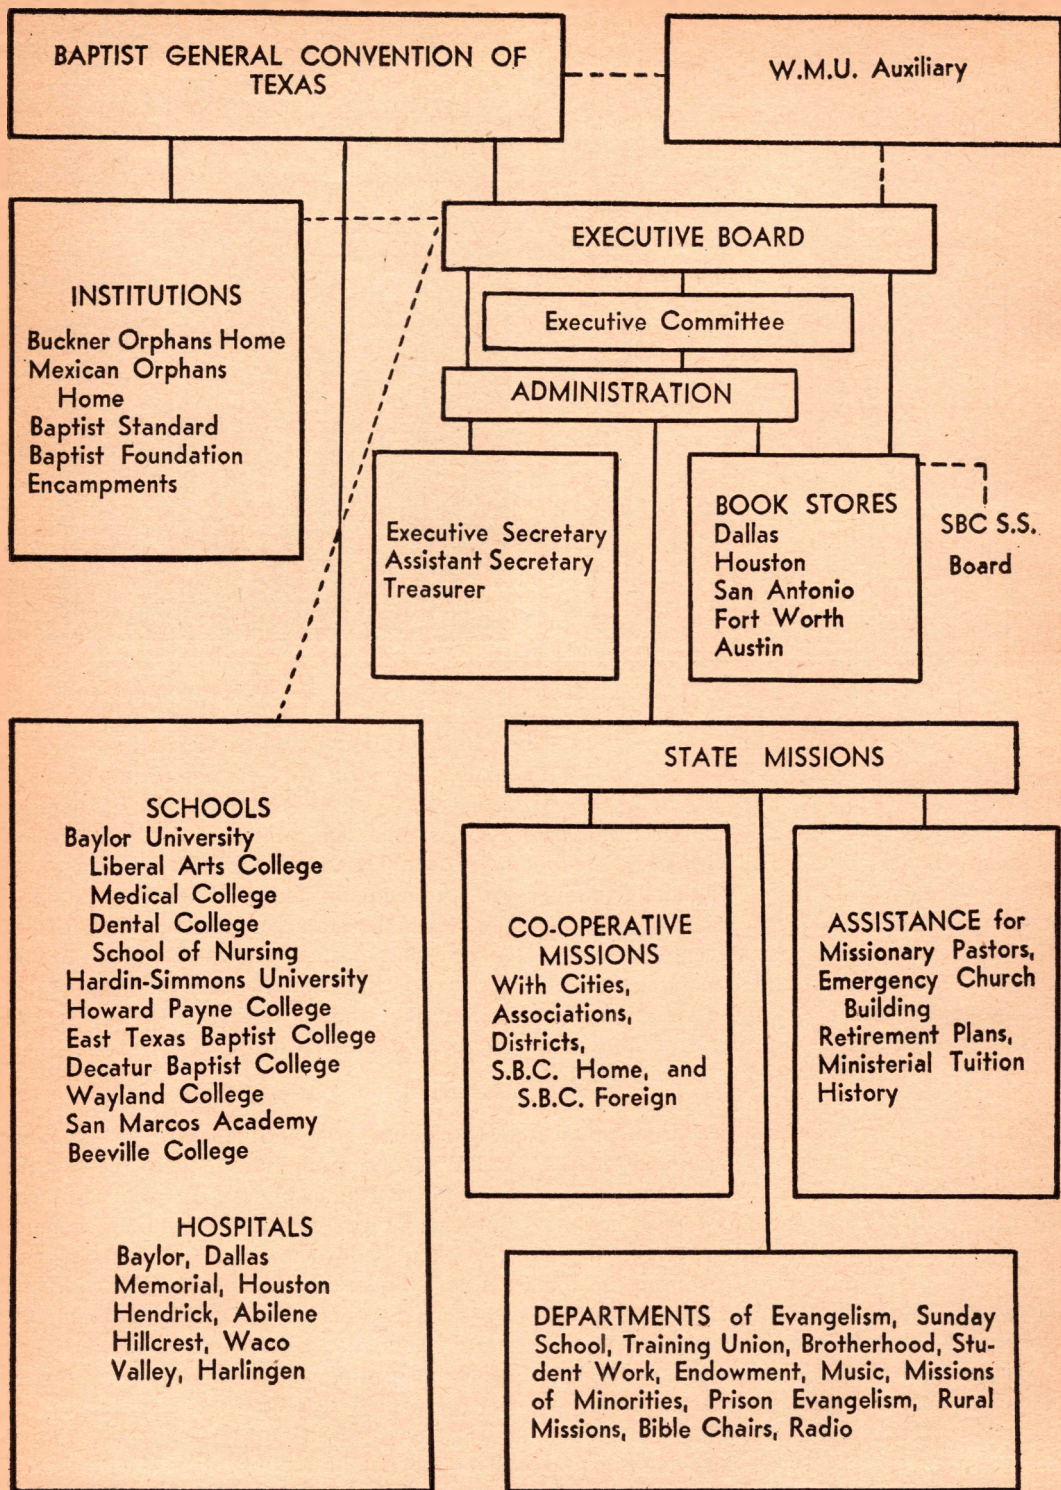 BAPTIST GENERAL CONVENTION OF
TEXAS
W.M.U. Auxiliary
EXECUTIVE BOARD
INSTITUTIONS
Buckner Orphans Home
Mexican Orphans
Home
Baptist Standard
Baptist Foundation
Encampments
Executive Committee
ADMINISTRATION
Executive Secretary
Assistant Secretary
Treasurer
BOOK STORES
Dallas
Houston
San Antonio
Fort Worth
Austin
SBC S.S.
Board
STATE MISSIONS
SCHOOLS
Baylor University
Liberal Arts College
Medical College
Dental College
School of Nursing
Hardin-Simmons University
Howard Payne College
East Texas Baptist College
Decatur Baptist College
Wayland College
San Marcos Academy
Beeville College
HOSPITALS
Baylor, Dallas
Memorial, Houston
Hendrick, Abilene
Hillcrest, Waco
Valley, Harlingen
CO-OPERATIVE
MISSIONS
With Cities,
Associations,
Districts,
S.B.C. Home, and
S.B.C. Foreign
ASSISTANCE for
Missionary Pastors,
Emergency Church
Building
Retirement Plans,
Ministerial Tuition
History
DEPARTMENTS of Evangelism, Sunday
School, Training Union, Brotherhood, Stu-
dent Work, Endowment, Music, Missions
of Minorities, Prison Evangelism, Rural
Missions, Bible Chairs, Radio